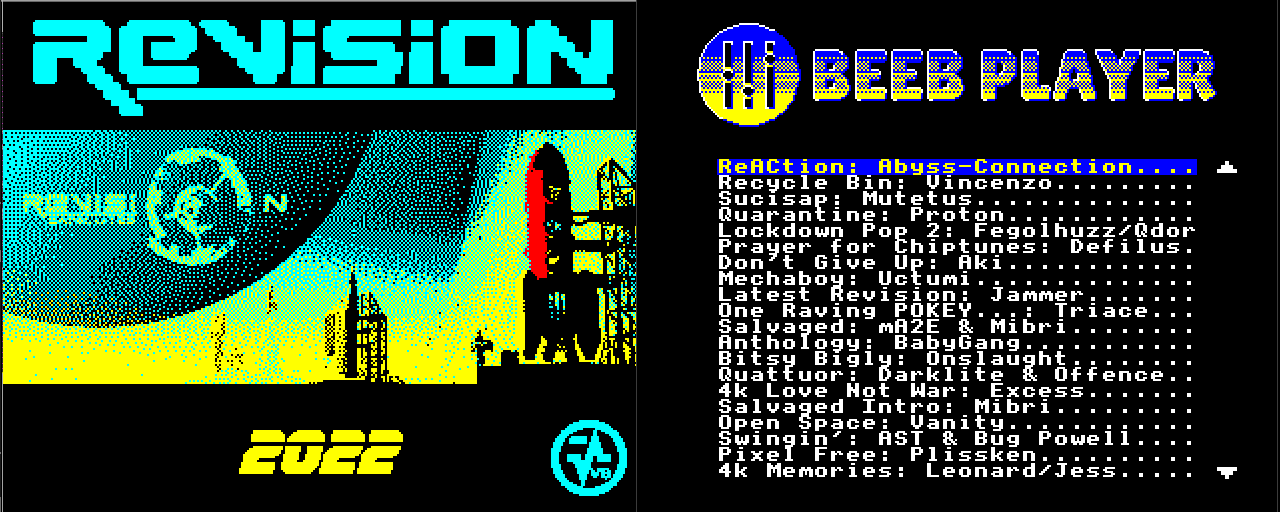 REVISION
REVISI N
2022
VB
BEEB PLAYER
ReACtion: Abyss-Connection....
Recycle Bin: Vincenzo.........
Sucisap: Mutetus..............
Quarantine: Proton............
Lockdown Pop 2: Fegolhuzz/Qdor
Prayer for Chiptunes: Defilus.
Don't Give Up: Aki............
Mechaboy: Uctumi..............
Latest Revision: Jammer.......
One Raving POKEY...: Triace...
Salvaged: mA2E & Mibri........
Anthology: BabyGang...........
Bitsy Bigly: Onslaught........
Quattuor: Darklite & Offence..
4k Love Not War: Excess.......
Salvaged Intro: Mibri.........
Open Space: Vanity............
Swingin': AST & Bug Powell....
Pixel Free: Plissken..........
4k Memories: Leonard/Jess.....